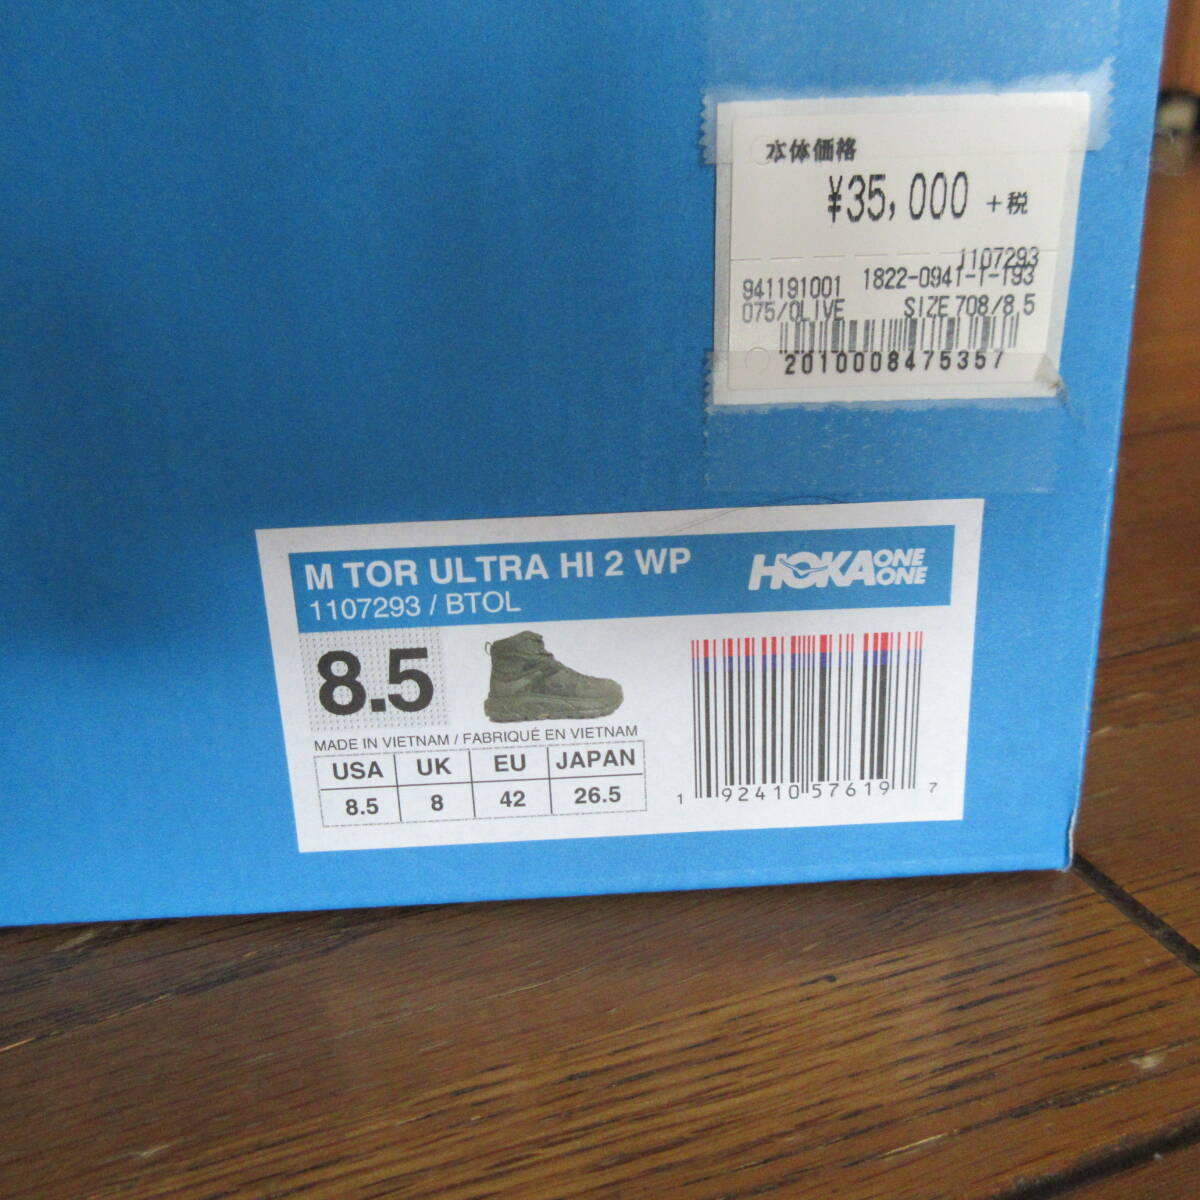 本体価格
¥35,000 +税
1107293
941191001 1822-0941-1-193
075/OLIVE SIZE 708/8.5
2010008475357
M TOR ULTRA HI 2 WP
HOKA ONE ONE
1107293 / BTOL
8.5
MADE IN VIETNAM / FABRIQUÉ EN VIETNAM
USA UK EU JAPAN
8.5 8 42 26.5
1 92410 57619 7